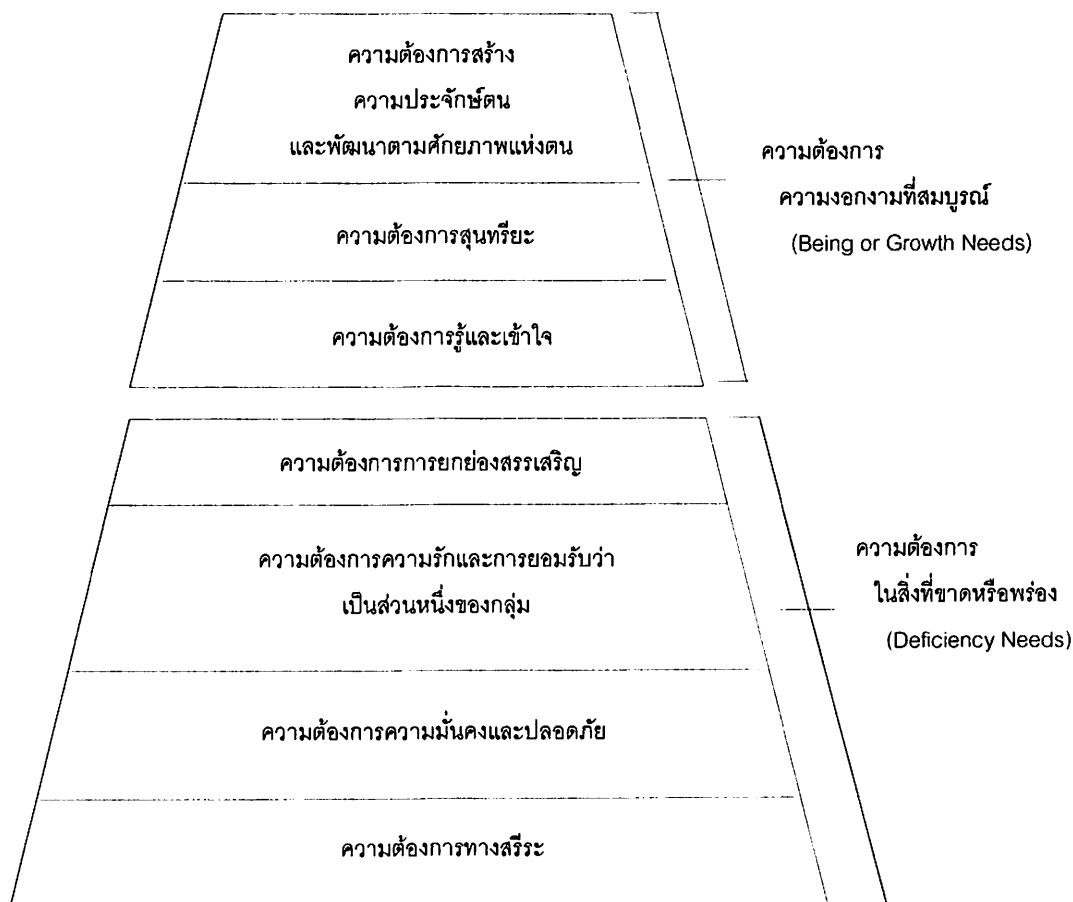 ความต้องการสร้าง
ความประจักษ์ตน
และพัฒนาตามศักยภาพแห่งตน
ความต้องการสุนทรียะ
ความต้องการรู้และเข้าใจ
ความต้องการ
ความงอกงามที่สมบูรณ์
(Being or Growth Needs)
ความต้องการการยกย่องสรรเสริญ
ความต้องการความรักและการยอมรับว่า
เป็นส่วนหนึ่งของกลุ่ม
ความต้องการความมั่นคงและปลอดภัย
ความต้องการทางสรีระ
ความต้องการ
ในสิ่งที่ขาดหรือพร่อง
(Deficiency Needs)